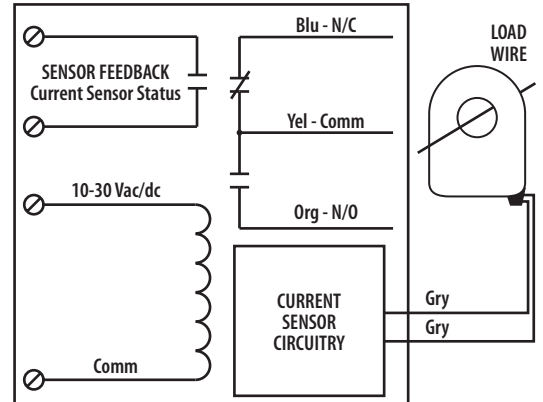 Blu - N/C
LOAD
WIRE
SENSOR FEEDBACK
Current Sensor Status
Yel - Comm
10-30 Vac/dc
Org - N/O
CURRENT
SENSOR
CIRCUITRY
Gry
Gry
Comm